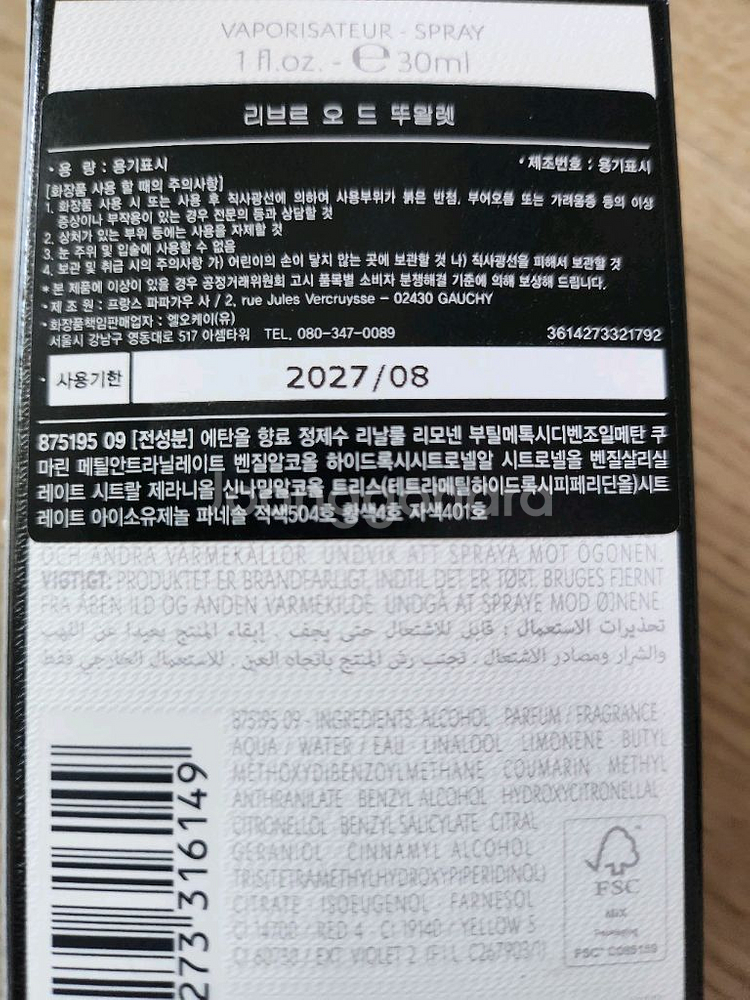 VAPORISATEUR - SPRAY
1 fl.oz. - ℮ 30ml
리브르 오 드 뚜왈렛
· 용 량 : 용기표시 · 제조번호 : 용기표시
[화장품 사용 할 때의 주의사항]
1. 화장품 사용 시 또는 사용 후 직사광선에 의하여 사용부위가 붉은 반점, 부어오름 또는 가려움증 등의 이상
증상이나 부작용이 있는 경우 전문의 등과 상담할 것
2. 상처가 있는 부위 등에는 사용을 자제할 것
3. 눈 주위 및 입술에 사용할 수 없음
4. 보관 및 취급 시의 주의사항 가) 어린이의 손이 닿지 않는 곳에 보관할 것 나) 직사광선을 피해서 보관할 것
* 본 제품에 이상이 있을 경우 공정거래위원회 고시 품목별 소비자 분쟁해결 기준에 의해 보상해 드립니다.
· 제 조 원 : 프랑스 파파가우 사 / 2, rue Jules Vercruysse – 02430 GAUCHY
· 화장품책임판매업자 : 엘오케이(유)
서울시 강남구 영동대로 517 아셈타워 TEL. 080-347-0089 3614273321792
· 사용기한 2027/08
875195 09 [전성분] 에탄올 향료 정제수 리날룰 리모넨 부틸메톡시디벤조일메탄 쿠
마린 메틸안트라닐레이트 벤질알코올 하이드록시시트로넬알 시트로넬올 벤질살리실
레이트 시트랄 제라니올 신나밀알코올 트리스(테트라메틸하이드록시피페리딘올)시트
레이트 아이소유제놀 파네솔 적색504호 황색4호 자색401호
OCH ANDRA VÄRMEKÄLLOR. UNDVIK ATT SPRAYA MOT ÖGONEN.
VIGTIGT: PRODUKTET ER BRANDFARLIGT INDTIL DET ER TØRT. BRUGES FJERNT
FRA ÅBEN ILD OG ANDEN VARMEKILDE. UNDGÅ AT SPRAYE MOD ØJNENE.
تحذيرات الاستعمال : قابل للاشتعال حتى يجف . إبقاء المنتج بعيدا عن اللهب
والشرار ومصادر الاشتعال . تجنب رش المنتج باتجاه العين . للاستعمال الخارجي فقط
875195 09 - INGREDIENTS: ALCOHOL · PARFUM / FRAGRANCE
AQUA / WATER / EAU · LINALOOL · LIMONENE · BUTYL
METHOXYDIBENZOYLMETHANE · COUMARIN · METHYL
ANTHRANILATE · BENZYL ALCOHOL · HYDROXYCITRONELLAL
CITRONELLOL · BENZYL SALICYLATE · CITRAL
GERANIOL · CINNAMYL ALCOHOL
TRIS(TETRAMETHYLHYDROXYPIPERIDINOL)
CITRATE · ISOEUGENOL · FARNESOL
CI 14700 / RED 4 · CI 19140 / YELLOW 5
CI 60730 / EXT. VIOLET 2 (F.I.L. C267903/1)
273 316149
FSC
MIX
Packaging